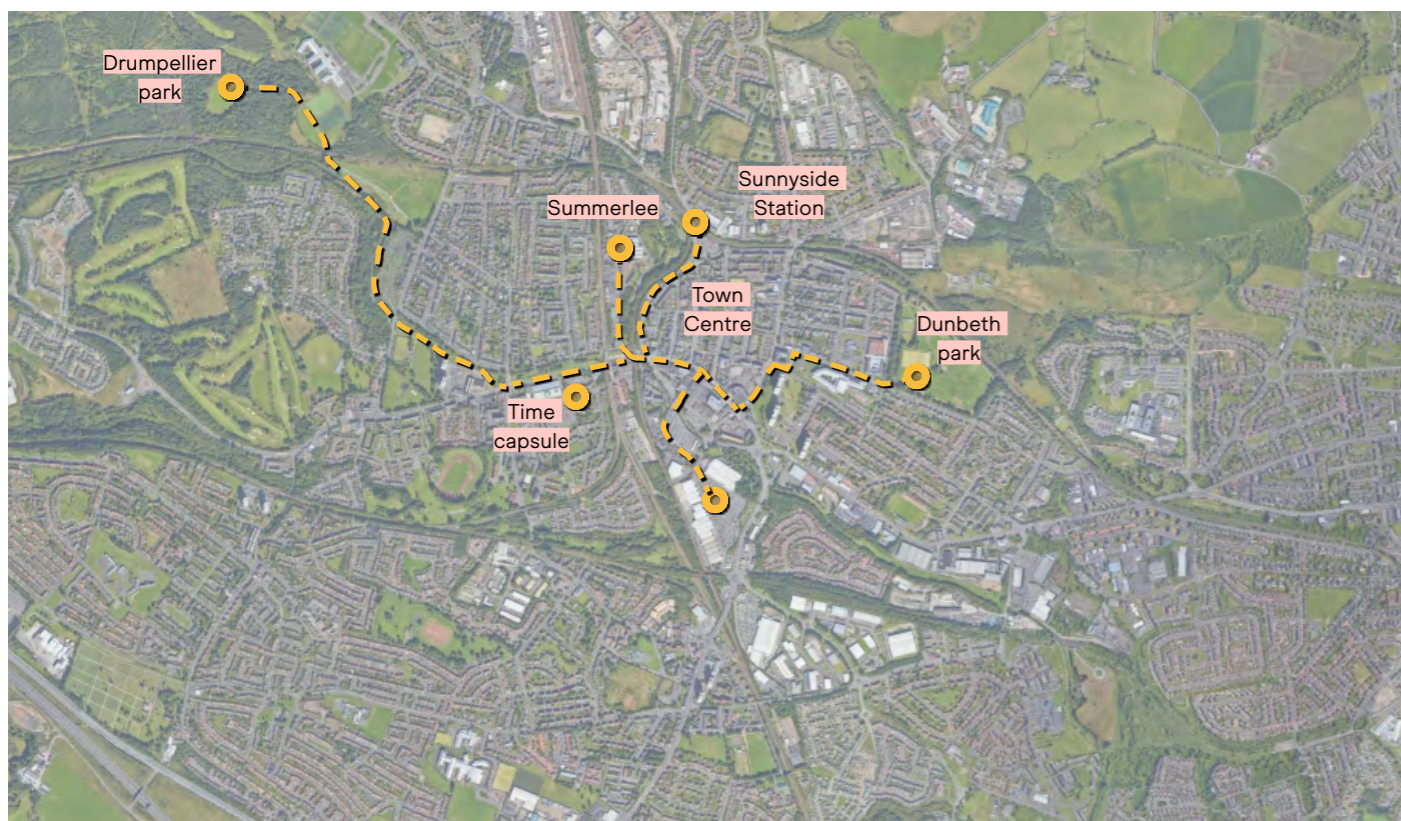 Drumpellier
park
Summerlee
Sunnyside
Station
Town
Centre
Dunbeth
park
Time
capsule